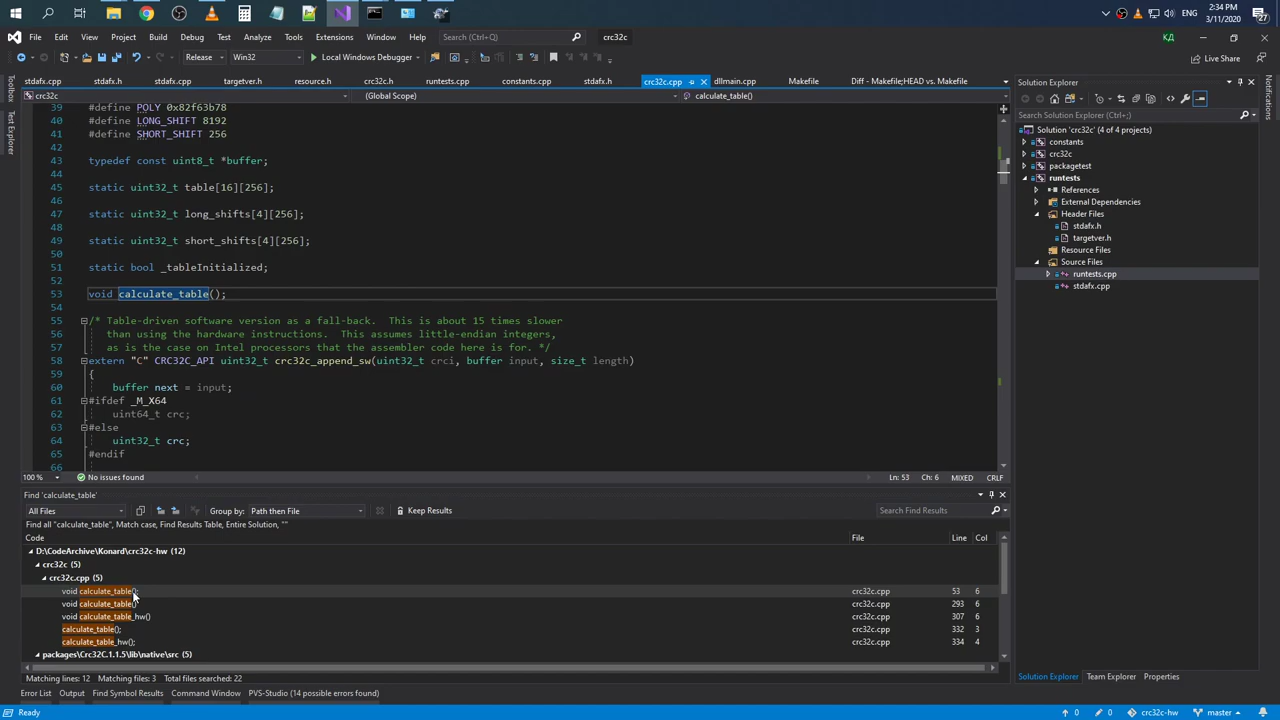 2:34 PM
ENG
3/11/2020
27
File Edit View Project Build Debug Team Tools Test Analyze Tools Extensions Window Help Search (Ctrl+Q) crc32c
КД
Release Win32 Local Windows Debugger Live Share
stdafx.cpp stdafx.h stdafx.cpp targetver.h resource.h crc32c.h runtests.cpp constants.cpp stdafx.h crc32c.cpp dllmain.cpp Makefile Diff - Makefile;HEAD vs. Makefile
crc32c (Global Scope) calculate_table()
Toolbox
Test Explorer
Notifications
39 #define POLY 0x82f63b78
40 #define LONG_SHIFT 8192
41 #define SHORT_SHIFT 256
42
43 typedef const uint8_t *buffer;
44
45 static uint32_t table[16][256];
46
47 static uint32_t long_shifts[4][256];
48
49 static uint32_t short_shifts[4][256];
50
51 static bool _tableInitialized;
52
53 void calculate_table();
54
55 /* Table-driven software version as a fall-back.  This is about 15 times slower
56 than using the hardware instructions.  This assumes little-endian integers,
57 as is the case on Intel processors that the assembler code here is for. */
58 extern "C" CRC32C_API uint32_t crc32c_append_sw(uint32_t crci, buffer input, size_t length)
59 {
60 buffer next = input;
61 #ifdef _M_X64
62 uint64_t crc;
63 #else
64 uint32_t crc;
65 #endif
66
100 % No issues found Ln: 53 Ch: 6 MIXED CRLF
Solution Explorer
Search Solution Explorer (Ctrl+;)
Solution 'crc32c' (4 of 4 projects)
constants
crc32c
packagetest
runtests
References
External Dependencies
Header Files
stdafx.h
targetver.h
Resource Files
Source Files
runtests.cpp
stdafx.cpp
Find 'calculate_table'
All Files Group by: Path then File Keep Results Search Find Results
Find all "calculate_table", Match case, Find Results Table, Entire Solution, ""
Code File Line Col
D:\CodeArchive\Konard\crc32c-hw (12)
crc32c (5)
crc32c.cpp (5)
void calculate_table(); crc32c.cpp 53 6
void calculate_table() crc32c.cpp 293 6
void calculate_table_hw() crc32c.cpp 307 6
calculate_table(); crc32c.cpp 332 3
calculate_table_hw(); crc32c.cpp 334 4
packages\Crc32C.1.1.5\lib\native\src (5)
Matching lines: 12 Matching files: 3 Total files searched: 22
Solution Explorer Team Explorer Properties
Error List Output Find Symbol Results Command Window PVS-Studio (14 possible errors found)
Ready 0 0 crc32c-hw master